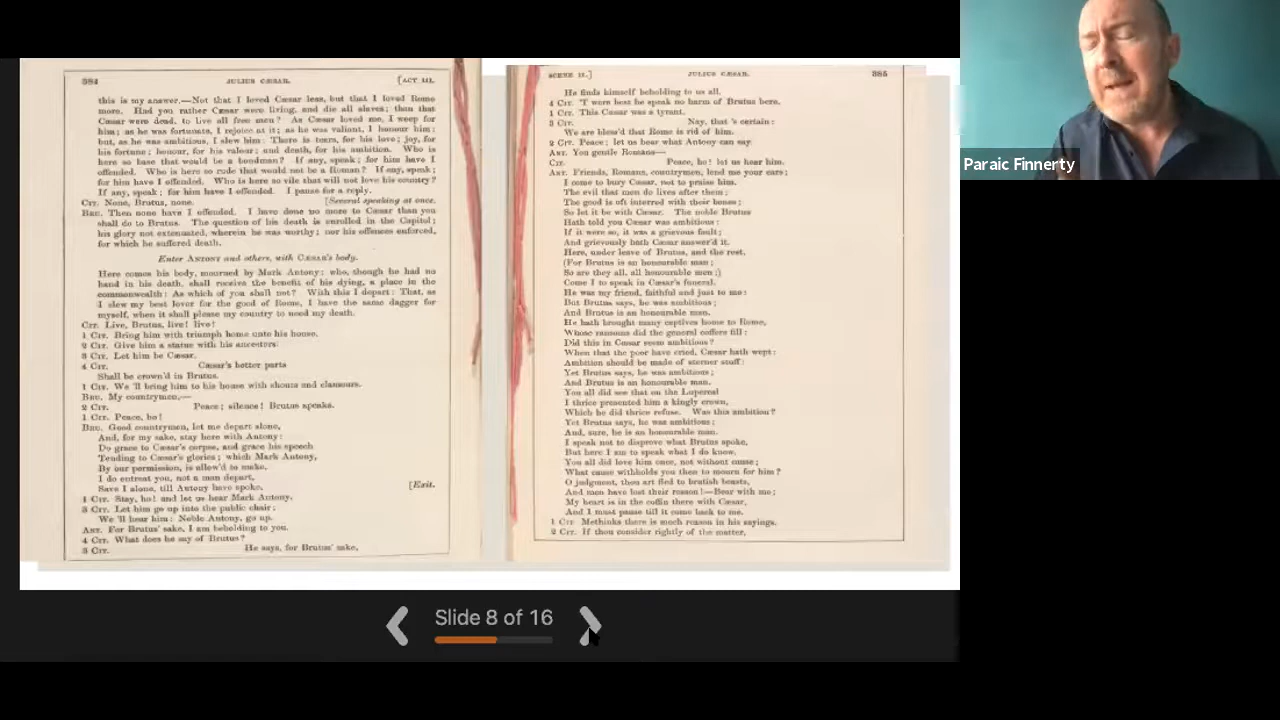 384 JULIUS CÆSAR. [ACT III.
this is my answer.—Not that I loved Cæsar less, but that I loved Rome
more. Had you rather Cæsar were living, and die all slaves; than that
Cæsar were dead, to live all free men? As Cæsar loved me, I weep for
him; as he was fortunate, I rejoice at it; as he was valiant, I honour him:
but, as he was ambitious, I slew him: There is tears, for his love; joy, for
his fortune; honour, for his valour; and death, for his ambition. Who is
here so base that would be a bondman? If any, speak; for him have I
offended. Who is here so rude that would not be a Roman? If any, speak;
for him have I offended. Who is here so vile that will not love his country?
If any, speak; for him have I offended. I pause for a reply.
CIT. None, Brutus, none. [Several speaking at once.
BRU. Then none have I offended. I have done no more to Cæsar than you
shall do to Brutus. The question of his death is enrolled in the Capitol;
his glory not extenuated, wherein he was worthy; nor his offences enforced,
for which he suffered death.
Enter ANTONY and others, with CÆSAR's body.
Here comes his body, mourned by Mark Antony: who, though he had no
hand in his death, shall receive the benefit of his dying, a place in the
commonwealth: As which of you shall not? With this I depart: That, as
I slew my best lover for the good of Rome, I have the same dagger for
myself, when it shall please my country to need my death.
CIT. Live, Brutus, live! live!
1 CIT. Bring him with triumph home unto his house.
2 CIT. Give him a statue with his ancestors.
3 CIT. Let him be Cæsar.
4 CIT. Cæsar's better parts
Shall be crown'd in Brutus.
1 CIT. We 'll bring him to his house with shouts and clamours.
BRU. My countrymen,—
2 CIT. Peace; silence! Brutus speaks.
1 CIT. Peace, ho!
BRU. Good countrymen, let me depart alone,
And, for my sake, stay here with Antony:
Do grace to Cæsar's corpse, and grace his speech
Tending to Cæsar's glories; which Mark Antony,
By our permission, is allow'd to make.
I do entreat you, not a man depart,
Save I alone, till Antony have spoke. [Exit.
1 CIT. Stay, ho! and let us hear Mark Antony.
3 CIT. Let him go up into the public chair;
We 'll hear him: Noble Antony, go up.
ANT. For Brutus' sake, I am beholding to you.
4 CIT. What does he say of Brutus?
3 CIT. He says, for Brutus' sake,
SCENE II.] JULIUS CÆSAR. 385
He finds himself beholding to us all.
4 CIT. 'T were best he speak no harm of Brutus here.
1 CIT. This Cæsar was a tyrant.
3 CIT. Nay, that 's certain:
We are bless'd that Rome is rid of him.
2 CIT. Peace; let us hear what Antony can say.
ANT. You gentle Romans—
CIT. Peace, ho! let us hear him.
ANT. Friends, Romans, countrymen, lend me your ears;
I come to bury Cæsar, not to praise him.
The evil that men do lives after them;
The good is oft interred with their bones;
So let it be with Cæsar. The noble Brutus
Hath told you Cæsar was ambitious:
If it were so, it was a grievous fault;
And grievously hath Cæsar answer'd it.
Here, under leave of Brutus, and the rest,
(For Brutus is an honourable man;
So are they all, all honourable men;)
Come I to speak in Cæsar's funeral.
He was my friend, faithful and just to me:
But Brutus says, he was ambitious;
And Brutus is an honourable man.
He hath brought many captives home to Rome,
Whose ransoms did the general coffers fill:
Did this in Cæsar seem ambitious?
When that the poor have cried, Cæsar hath wept:
Ambition should be made of sterner stuff:
Yet Brutus says, he was ambitious;
And Brutus is an honourable man.
You all did see that on the Lupercal
I thrice presented him a kingly crown,
Which he did thrice refuse. Was this ambition?
Yet Brutus says, he was ambitious;
And, sure, he is an honourable man.
I speak not to disprove what Brutus spoke,
But here I am to speak what I do know.
You all did love him once, not without cause;
What cause withholds you then to mourn for him?
O judgment, thou art fled to brutish beasts,
And men have lost their reason!—Bear with me;
My heart is in the coffin there with Cæsar,
And I must pause till it come back to me.
1 CIT. Methinks there is much reason in his sayings.
2 CIT. If thou consider rightly of the matter,
Paraic Finnerty
Slide 8 of 16